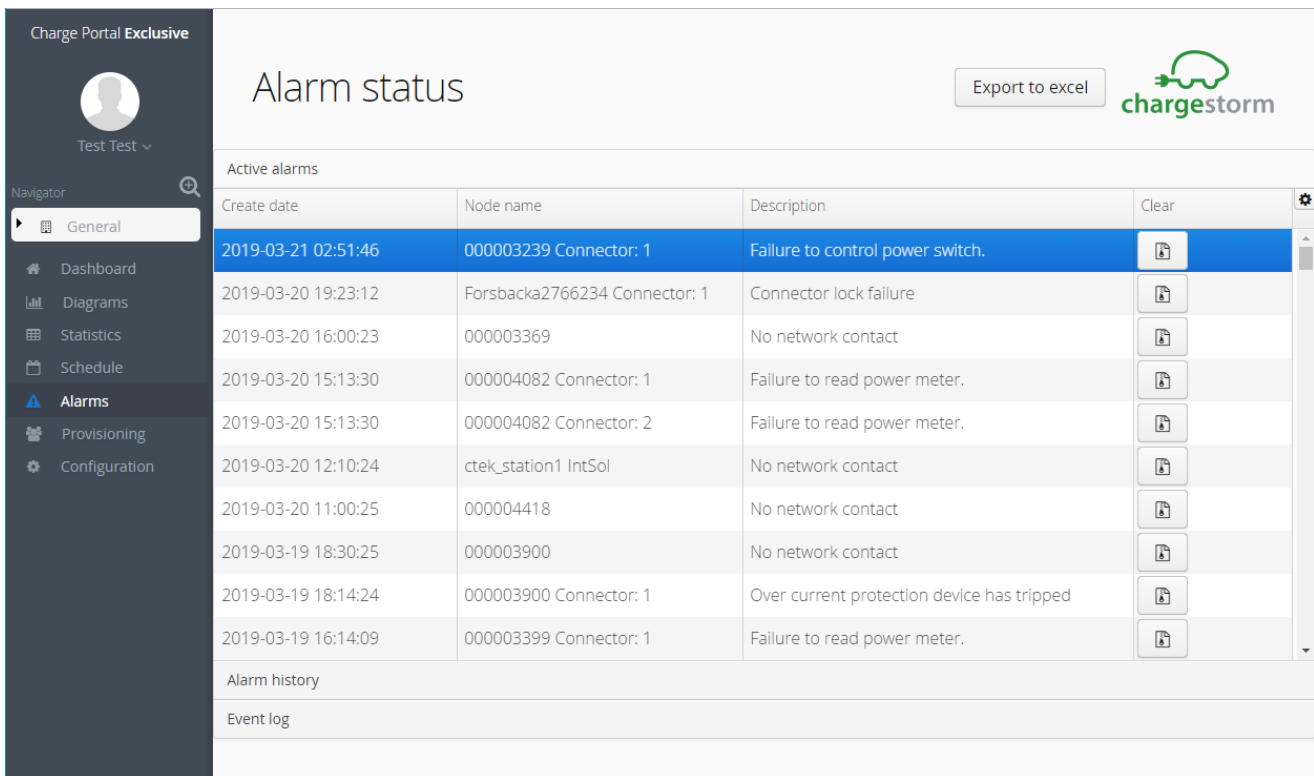 Charge Portal Exclusive
Test Test
Navigator
General
Dashboard
Diagrams
Statistics
Schedule
Alarms
Provisioning
Configuration
Alarm status
Export to excel
chargestorm
Active alarms
Create date Node name Description Clear
2019-03-21 02:51:46 000003239 Connector: 1 Failure to control power switch.
2019-03-20 19:23:12 Forsbacka2766234 Connector: 1 Connector lock failure
2019-03-20 16:00:23 000003369 No network contact
2019-03-20 15:13:30 000004082 Connector: 1 Failure to read power meter.
2019-03-20 15:13:30 000004082 Connector: 2 Failure to read power meter.
2019-03-20 12:10:24 ctek_station1 IntSol No network contact
2019-03-20 11:00:25 000004418 No network contact
2019-03-19 18:30:25 000003900 No network contact
2019-03-19 18:14:24 000003900 Connector: 1 Over current protection device has tripped
2019-03-19 16:14:09 000003399 Connector: 1 Failure to read power meter.
Alarm history
Event log